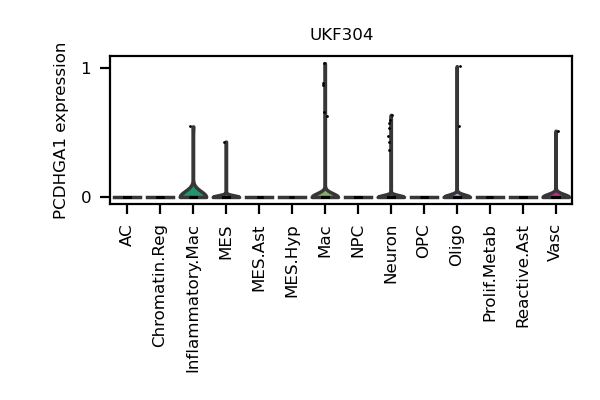 UKF304
PCDHGA1 expression
1
0
AC
Chromatin.Reg
Inflammatory.Mac
MES
MES.Ast
MES.Hyp
Mac
NPC
Neuron
OPC
Oligo
Prolif.Metab
Reactive.Ast
Vasc